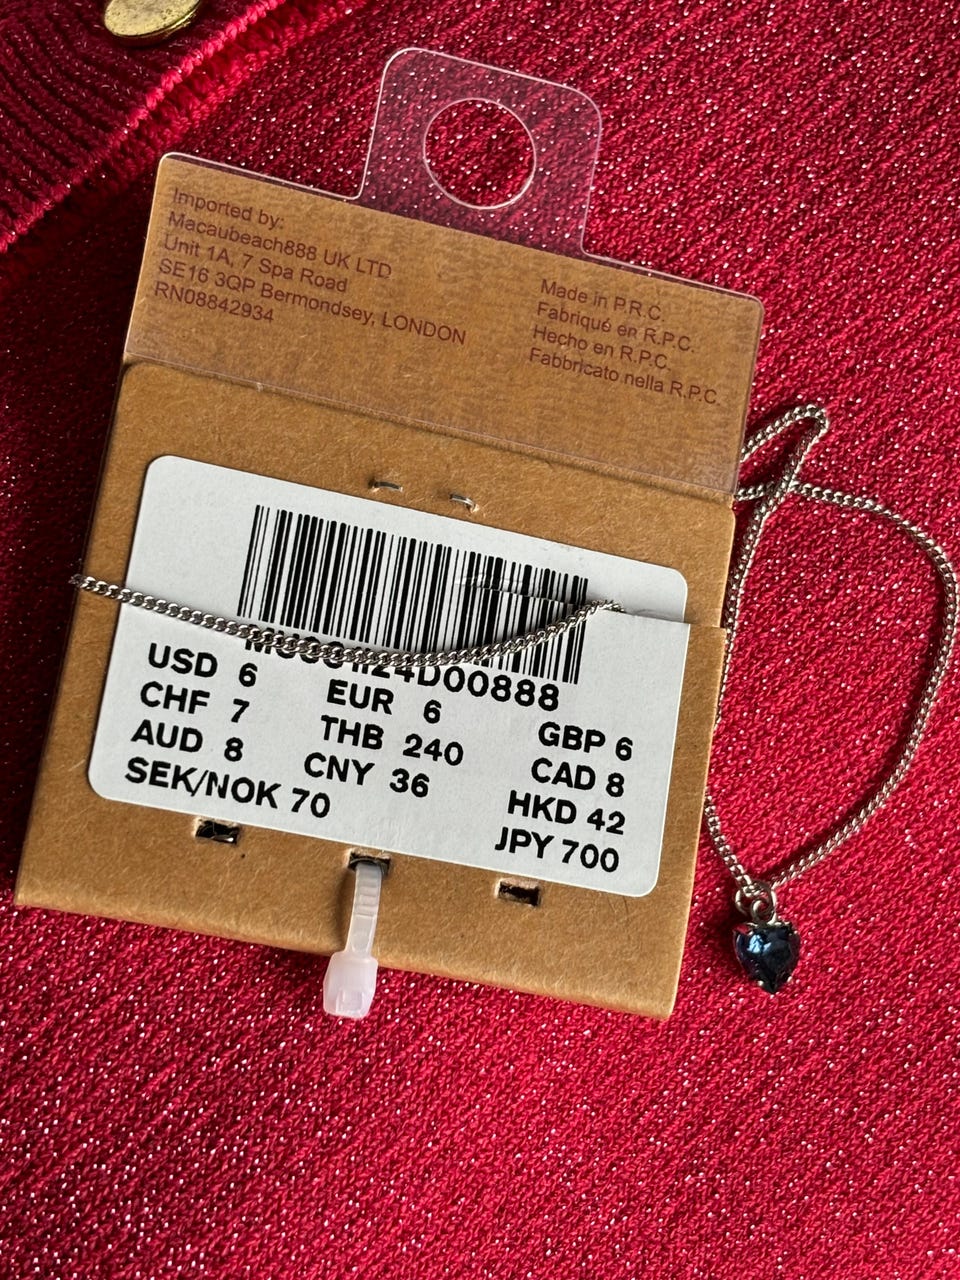 Imported by:
Macaubeach888 UK LTD
Unit 1A, 7 Spa Road
SE16 3QP Bermondsey, LONDON
RN08842934
Made in P.R.C.
Fabriqué en R.P.C.
Hecho en R.P.C.
Fabbricato nella R.P.C.
USD 6
CHF 7
AUD 8
SEK/NOK 70
EUR 6
THB 240
CNY 36
GBP 6
CAD 8
HKD 42
JPY 700